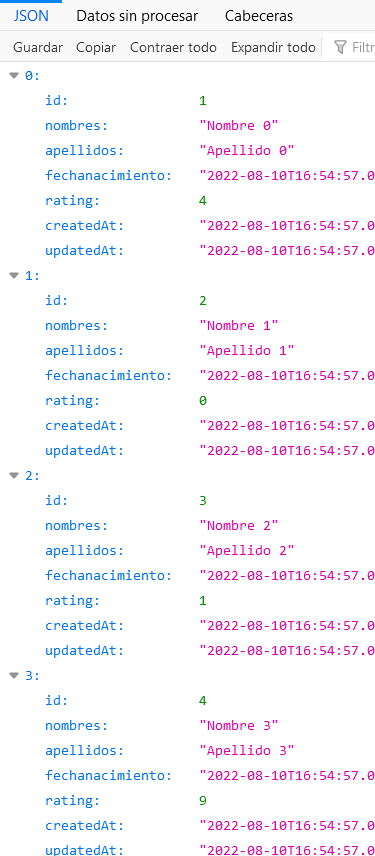 JSON Datos sin procesar Cabeceras
Guardar Copiar Contraer todo Expandir todo Filtr
0:
id: 1
nombres: "Nombre 0"
apellidos: "Apellido 0"
fechanacimiento: "2022-08-10T16:54:57.0
rating: 4
createdAt: "2022-08-10T16:54:57.0
updatedAt: "2022-08-10T16:54:57.0
1:
id: 2
nombres: "Nombre 1"
apellidos: "Apellido 1"
fechanacimiento: "2022-08-10T16:54:57.0
rating: 0
createdAt: "2022-08-10T16:54:57.0
updatedAt: "2022-08-10T16:54:57.0
2:
id: 3
nombres: "Nombre 2"
apellidos: "Apellido 2"
fechanacimiento: "2022-08-10T16:54:57.0
rating: 1
createdAt: "2022-08-10T16:54:57.0
updatedAt: "2022-08-10T16:54:57.0
3:
id: 4
nombres: "Nombre 3"
apellidos: "Apellido 3"
fechanacimiento: "2022-08-10T16:54:57.0
rating: 9
createdAt: "2022-08-10T16:54:57.0
updatedAt: "2022-08-10T16:54:57.0